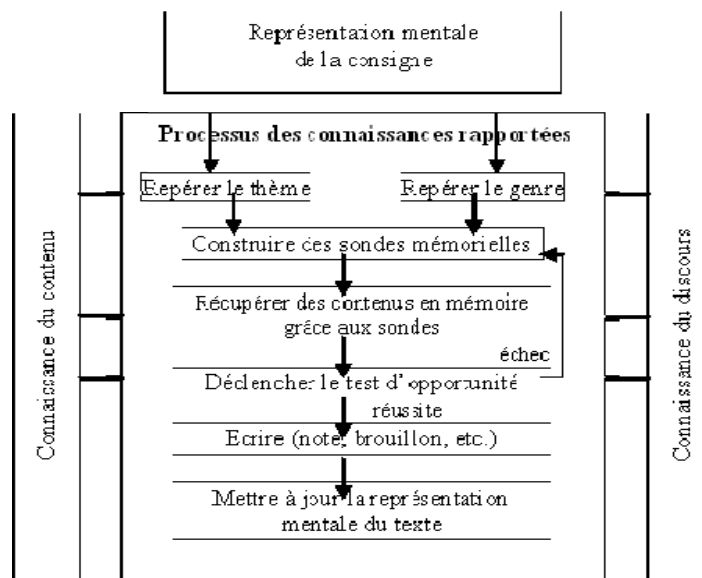 Représentation mentale
de la consigne
Processus des connaissances rapportées
Repérer le thème
Repérer le genre
Construire des sondes mémorielles
Récupérer des contenus en mémoire
grâce aux sondes
échec
Déclencher le test d'opportunité
réussite
Ecrire (note, brouillon, etc.)
Mettre à jour la représentation
mentale du texte
Connaissance du contenu
Connaissance du discours